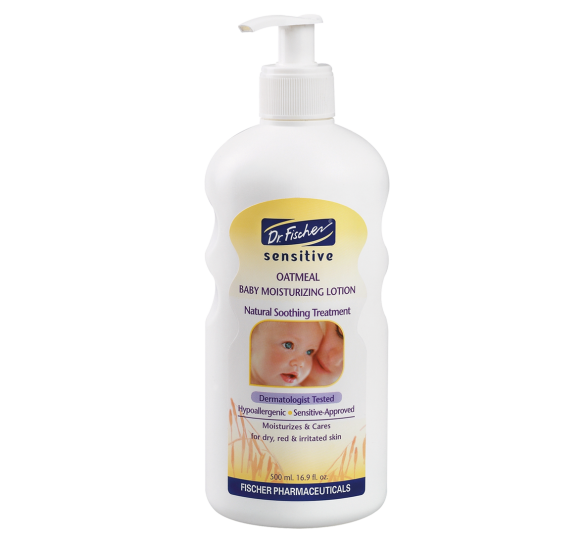 Dr. Fischer
sensitive
OATMEAL
BABY MOISTURIZING LOTION
Natural Soothing Treatment
Dermatologist Tested
Hypoallergenic Sensitive-Approved
Moisturizes & Cares
for dry, red & irritated skin
500 ml. 16.9 fl. oz.
FISCHER PHARMACEUTICALS